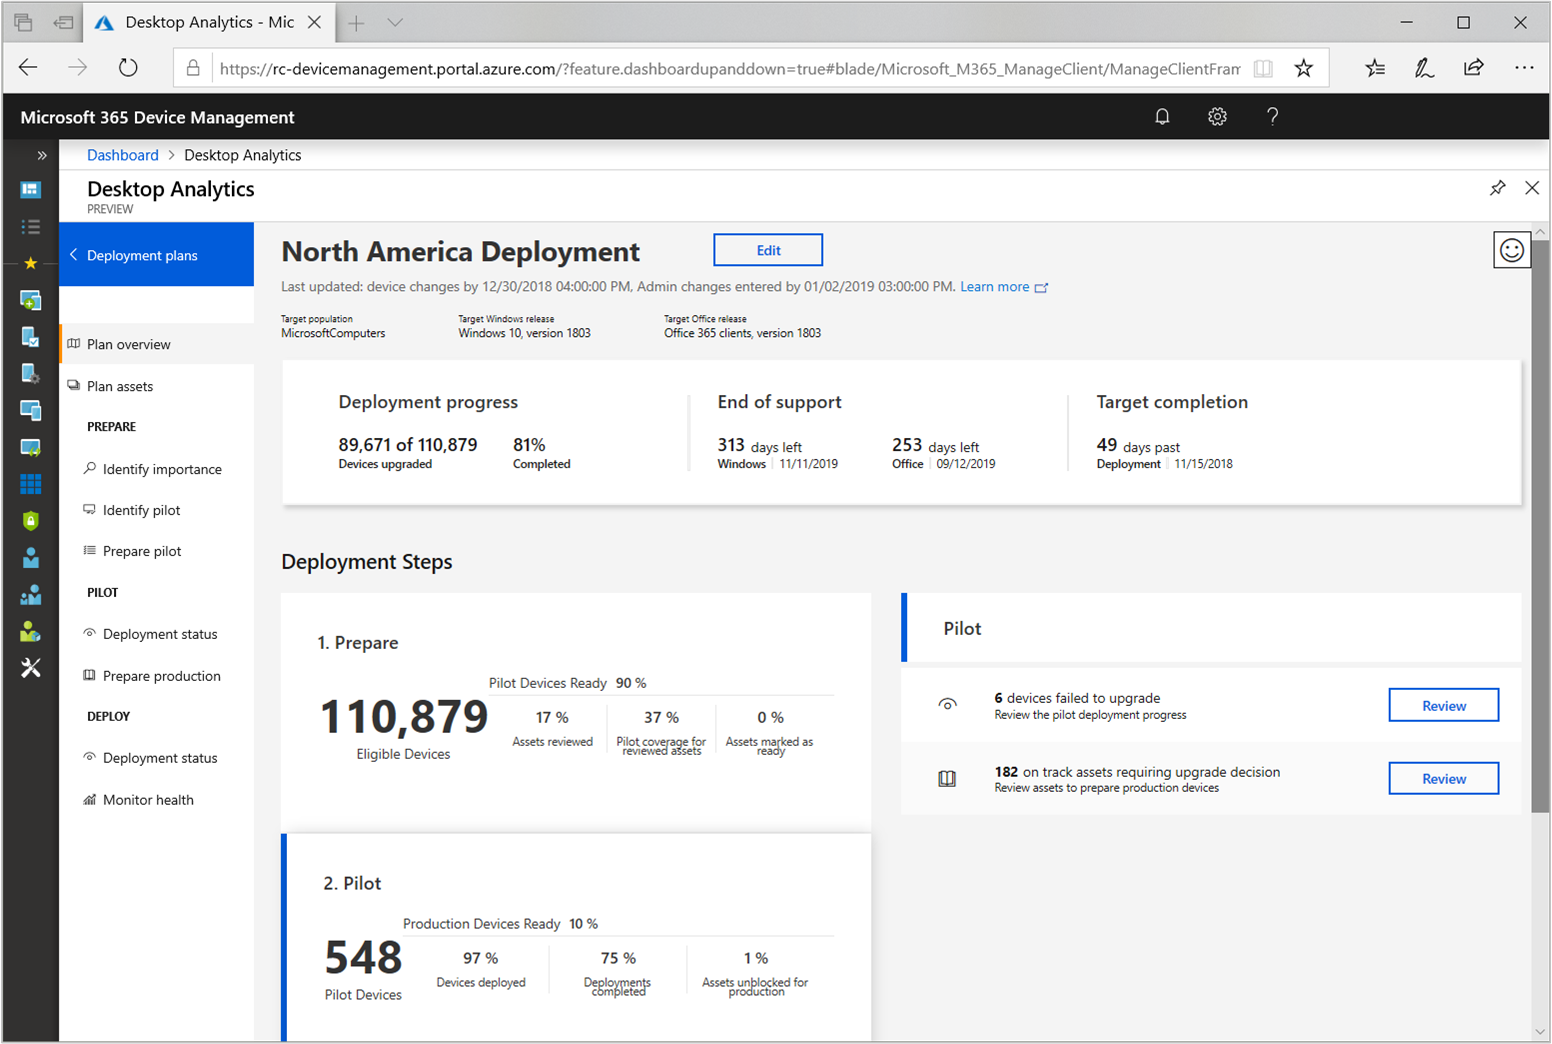 Desktop Analytics - Mic
https://rc-devicemanagement.portal.azure.com/?feature.dashboardupanddown=true#blade/Microsoft_M365_ManageClient/ManageClientFram
Microsoft 365 Device Management
Dashboard > Desktop Analytics
Desktop Analytics
PREVIEW
Deployment plans
Plan overview
Plan assets
PREPARE
Identify importance
Identify pilot
Prepare pilot
PILOT
Deployment status
Prepare production
DEPLOY
Deployment status
Monitor health
North America Deployment
Edit
Last updated: device changes by 12/30/2018 04:00:00 PM, Admin changes entered by 01/02/2019 03:00:00 PM. Learn more
Target population
MicrosoftComputers
Target Windows release
Windows 10, version 1803
Target Office release
Office 365 clients, version 1803
Deployment progress
89,671 of 110,879
Devices upgraded
81%
Completed
End of support
313 days left
Windows 11/11/2019
253 days left
Office 09/12/2019
Target completion
49 days past
Deployment 11/15/2018
Deployment Steps
1. Prepare
110,879
Eligible Devices
Pilot Devices Ready 90 %
17 %
Assets reviewed
37 %
Pilot coverage for
reviewed assets
0 %
Assets marked as
ready
2. Pilot
548
Pilot Devices
Production Devices Ready 10 %
97 %
Devices deployed
75 %
Deployments
completed
1 %
Assets unblocked for
production
Pilot
6 devices failed to upgrade
Review the pilot deployment progress
Review
182 on track assets requiring upgrade decision
Review assets to prepare production devices
Review